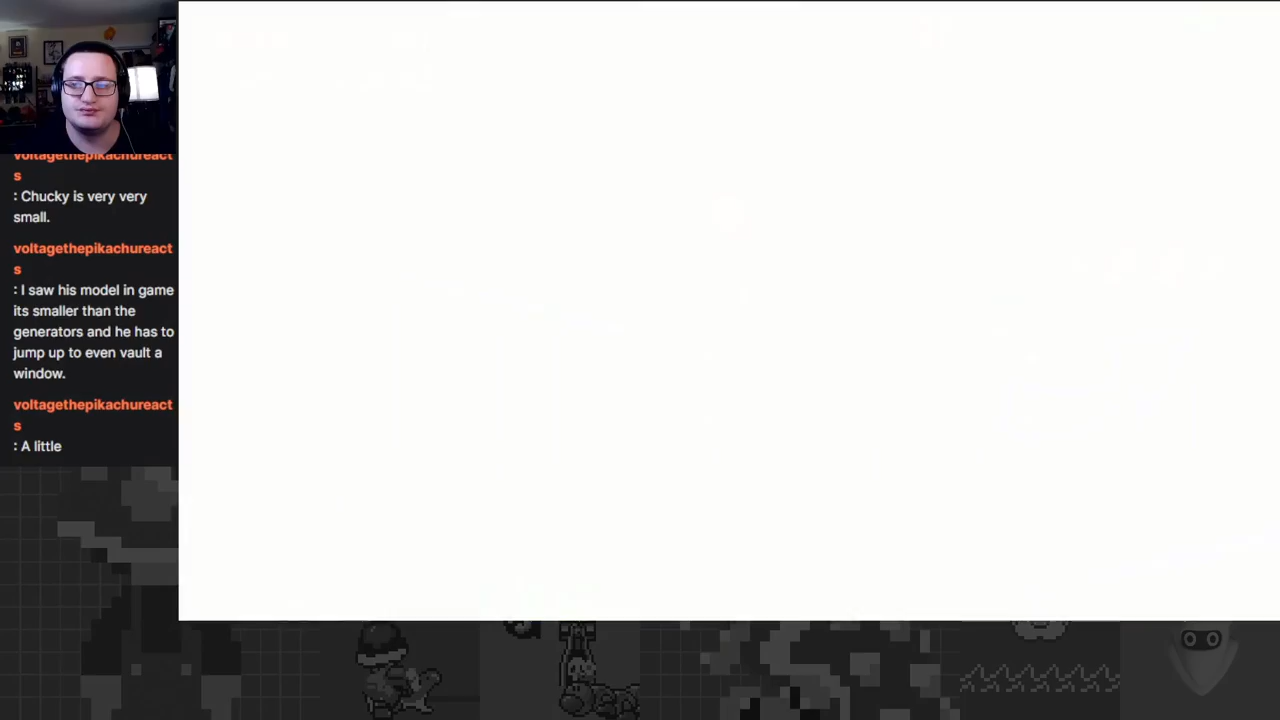 voltagethepikachureact
s
: Chucky is very very
small.
voltagethepikachureact
s
: I saw his model in game
its smaller than the
generators and he has to
jump up to even vault a
window.
voltagethepikachureact
s
: A little